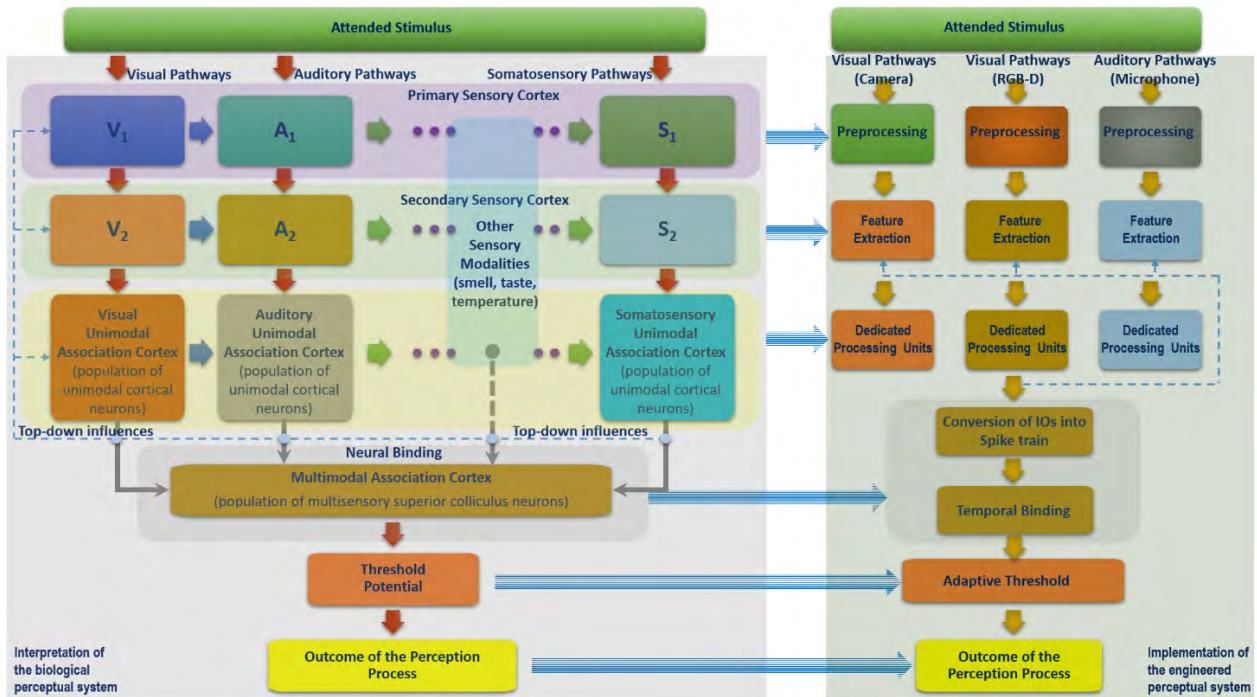 Attended Stimulus
Visual Pathways
Auditory Pathways
Somatosensory Pathways
Primary Sensory Cortex
V1
A1
S1
Secondary Sensory Cortex
V2
A2
S2
Other
Sensory
Modalities
(smell, taste,
temperature)
Visual
Unimodal
Association Cortex
(population of
unimodal cortical
neurons)
Auditory
Unimodal
Association Cortex
(population of
unimodal cortical
neurons)
Somatosensory
Unimodal
Association Cortex
(population of
unimodal cortical
neurons)
Top-down influences
Top-down influences
Neural Binding
Multimodal Association Cortex
(population of multisensory superior colliculus neurons)
Threshold
Potential
Outcome of the Perception
Process
Interpretation of
the biological
perceptual system
Attended Stimulus
Visual Pathways
(Camera)
Visual Pathways
(RGB-D)
Auditory Pathways
(Microphone)
Preprocessing
Preprocessing
Preprocessing
Feature
Extraction
Feature
Extraction
Feature
Extraction
Dedicated
Processing Units
Dedicated
Processing Units
Dedicated
Processing Units
Conversion of IOs into
Spike train
Temporal Binding
Adaptive Threshold
Outcome of the
Perception Process
Implementation of
the engineered
perceptual system